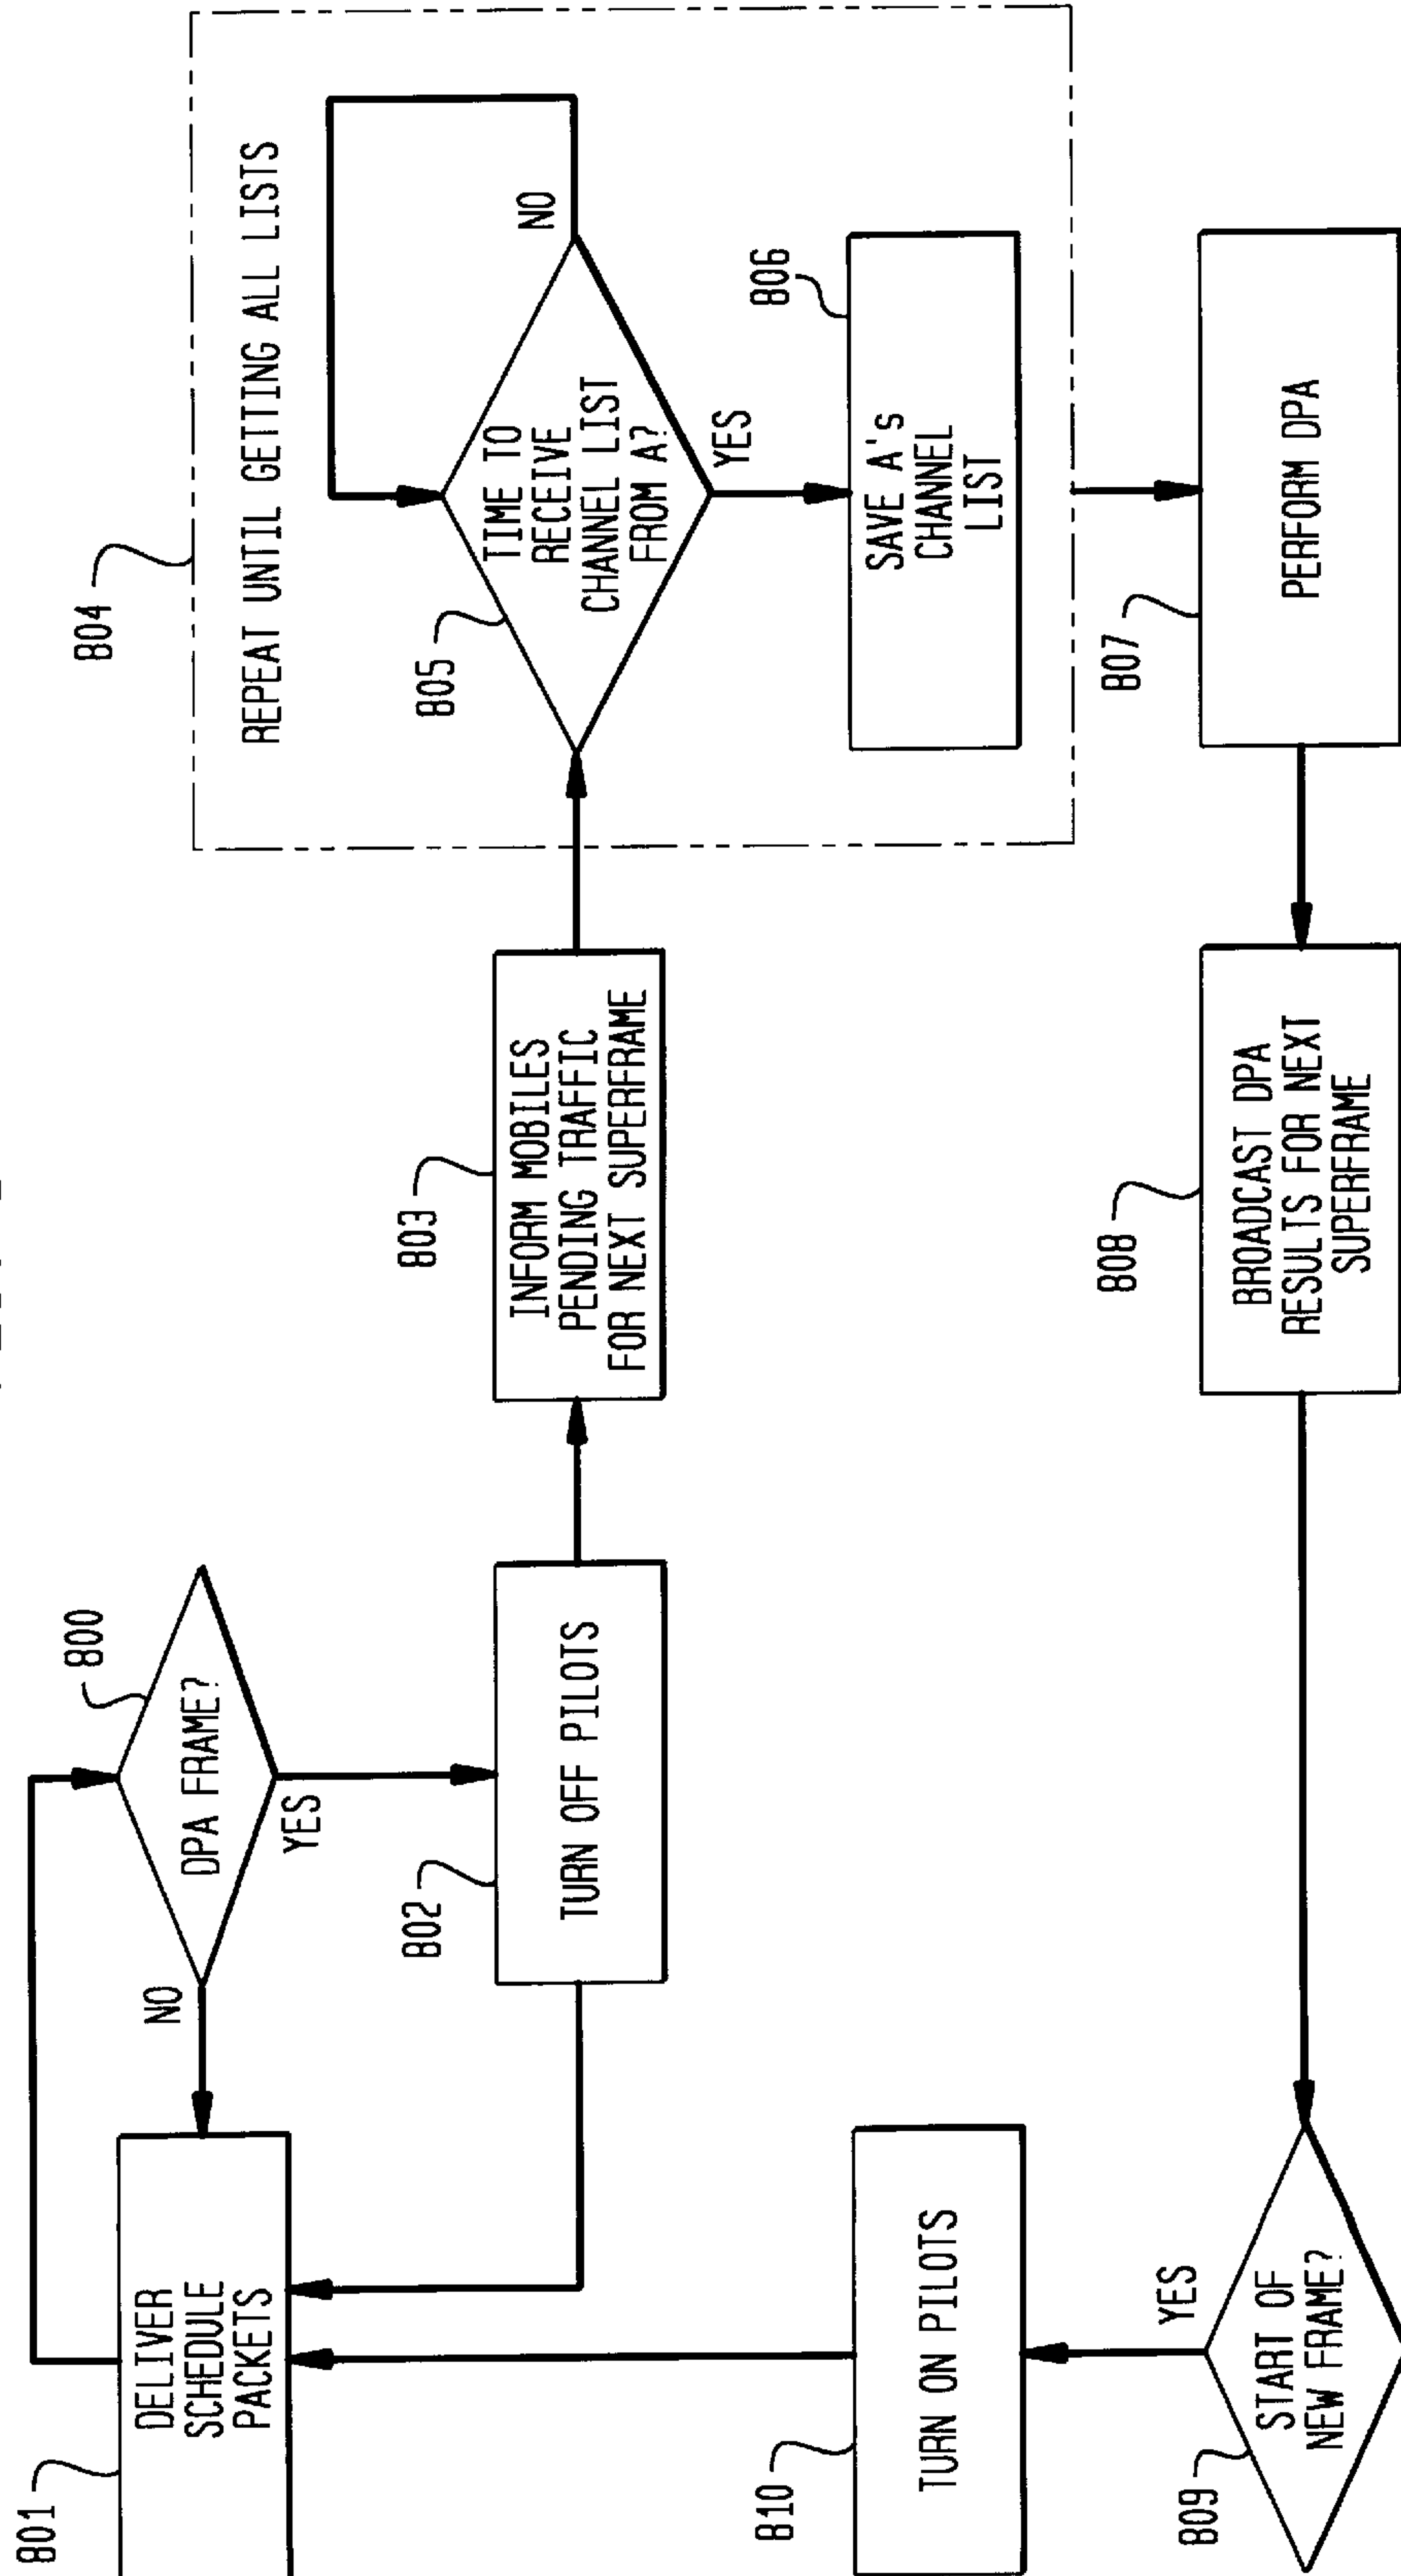 800
DPA FRAME?
NO
YES
801
DELIVER
SCHEDULE
PACKETS
802
TURN OFF PILOTS
803
INFORM MOBILES
PENDING TRAFFIC
FOR NEXT SUPERFRAME
804
REPEAT UNTIL GETTING ALL LISTS
805
TIME TO
RECEIVE
CHANNEL LIST
FROM A?
NO
YES
806
SAVE A's
CHANNEL
LIST
807
PERFORM DPA
808
BROADCAST DPA
RESULTS FOR NEXT
SUPERFRAME
809
START OF
NEW FRAME?
YES
810
TURN ON PILOTS